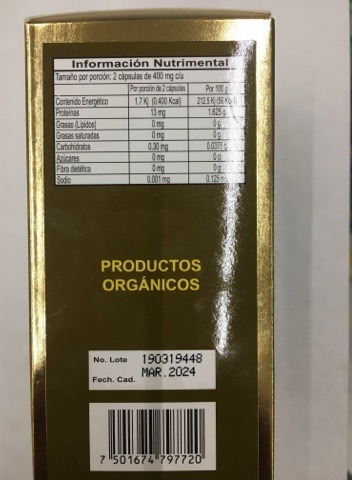 Información Nutrimental
Tamaño por porción: 2 cápsulas de 400 mg c/u
Por porción de 2 cápsulas Por 100 g
Contenido Energético 1.7 Kj (0.400 Kcal) 212.5 Kj (50
Proteínas 13 mg 1.625 g
Grasas (Lípidos) 0 mg 0 g
Grasas saturadas 0 mg 0 g
Carbohidratos 0.30 mg 0.0375 g
Azúcares 0 mg 0 g
Fibra dietética 0 mg 0 g
Sodio 0.001 mg 0.125
PRODUCTOS
ORGÁNICOS
No. Lote 190319448
Fech. Cad. MAR.2024
7 501674 797720